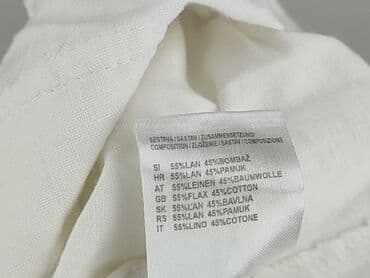 SESTAVA / SASTAV / ZUSAMMENSETZUNG/
COMPOSITION / ZLOŽENIE / SASTAV / COMPOSIZIONE
SI 55%LAN 45%BOMBAŽ
HR 55%LAN 45%PAMUK
AT 55%LEINEN 45%BAUMWOLLE
GB 55%FLAX 45%COTTON
SK 55%ĽAN 45%BAVLNA
RS 55%LAN 45%PAMUK
IT 55%LINO 45%COTONE